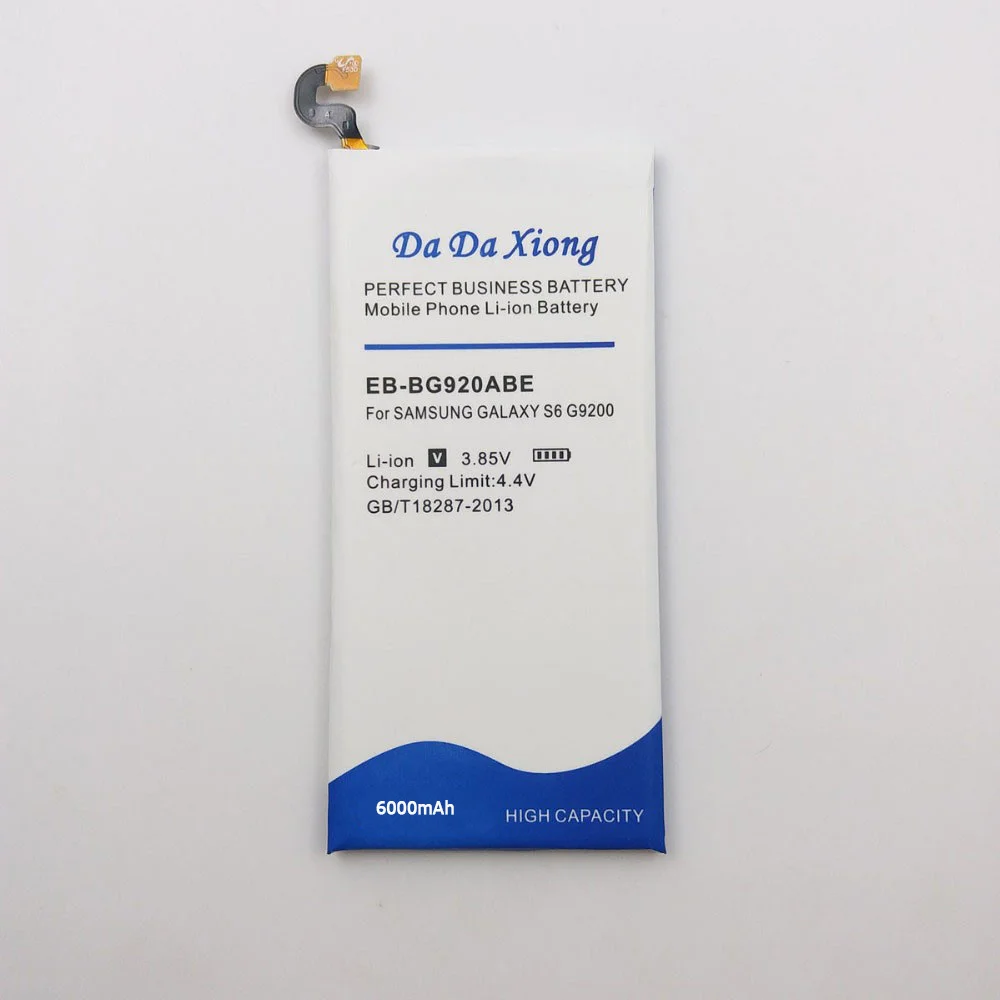 Da Da Xiong
PERFECT BUSINESS BATTERY
Mobile Phone Li-ion Battery
EB-BG920ABE
For SAMSUNG GALAXY S6 G9200
Li-ion V 3.85V
Charging Limit:4.4V
GB/T18287-2013
6000mAh
HIGH CAPACITY